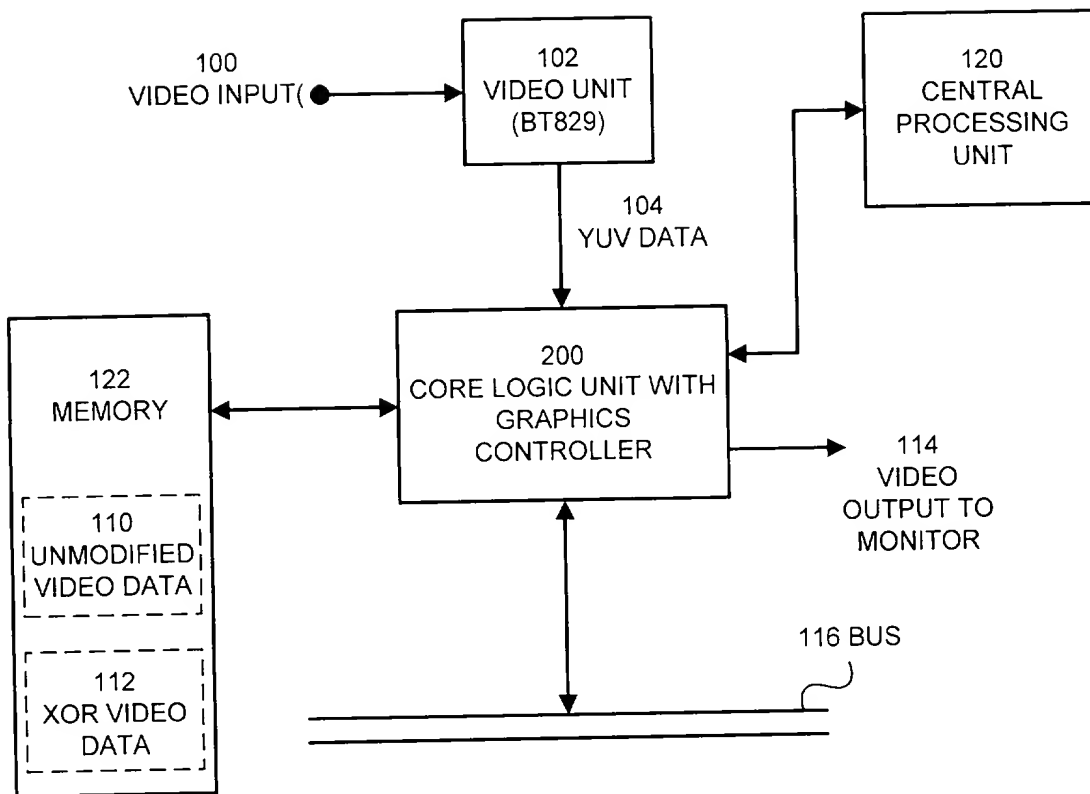 100
VIDEO INPUT(
102
VIDEO UNIT
(BT829)
120
CENTRAL
PROCESSING
UNIT
104
YUV DATA
122
MEMORY
200
CORE LOGIC UNIT WITH
GRAPHICS
CONTROLLER
114
VIDEO
OUTPUT TO
MONITOR
110
UNMODIFIED
VIDEO DATA
116 BUS
112
XOR VIDEO
DATA